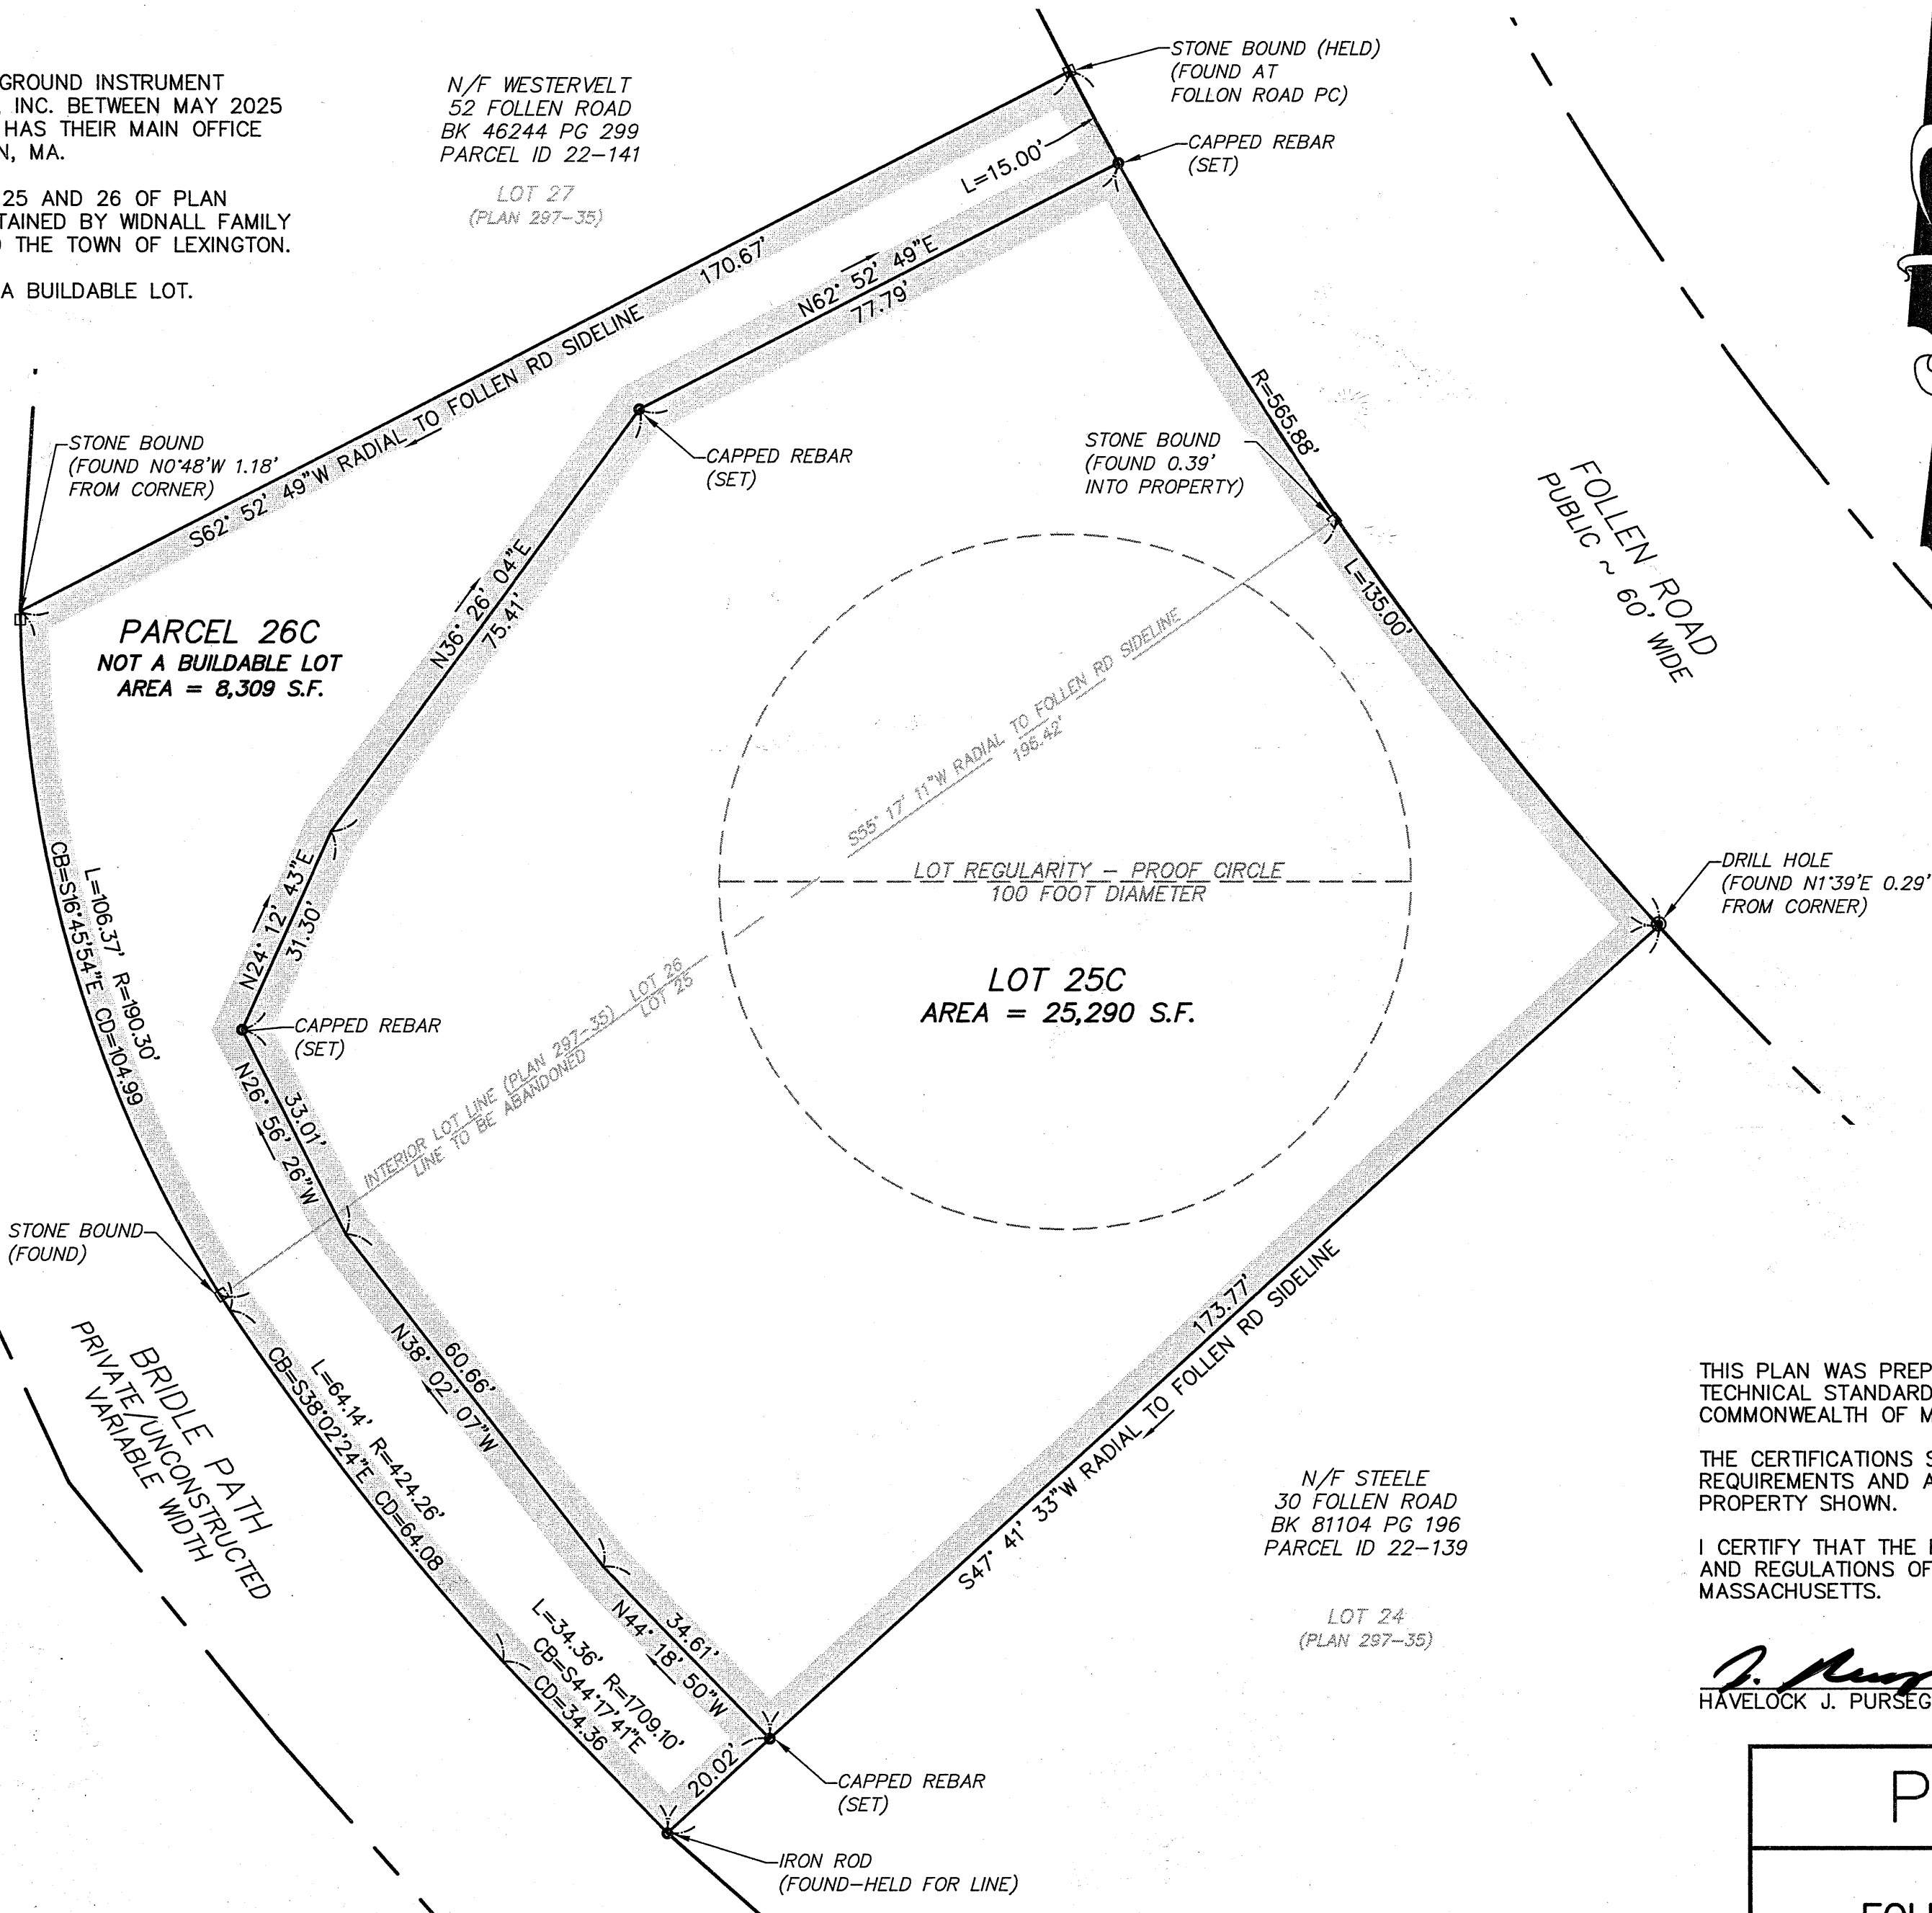 GROUND INSTRUMENT
INC. BETWEEN MAY 2025
HAS THEIR MAIN OFFICE
N, MA.
25 AND 26 OF PLAN
TAINED BY WIDNALL FAMILY
THE TOWN OF LEXINGTON.
A BUILDABLE LOT.
N/F WESTERVELT
52 FOLLEN ROAD
BK 46244 PG 299
PARCEL ID 22-141
LOT 27
(PLAN 297-35)
STONE BOUND (HELD)
(FOUND AT
FOLLON ROAD PC)
CAPPED REBAR
(SET)
L=15.00'
170.67'
S62° 52' 49"W RADIAL TO FOLLEN RD SIDELINE
N62° 52' 49"E
77.79'
STONE BOUND
(FOUND N0°48'W 1.18'
FROM CORNER)
CAPPED REBAR
(SET)
R=565.88'
STONE BOUND
(FOUND 0.39'
INTO PROPERTY)
L=135.00'
FOLLEN ROAD
PUBLIC ~ 60' WIDE
PARCEL 26C
NOT A BUILDABLE LOT
AREA = 8,309 S.F.
N36° 26' 04"E
75.41'
S55° 17' 11"W RADIAL TO FOLLEN RD SIDELINE
195.42'
LOT REGULARITY - PROOF CIRCLE
100 FOOT DIAMETER
LOT 25C
AREA = 25,290 S.F.
DRILL HOLE
(FOUND N1°39'E 0.29'
FROM CORNER)
L=106.37' R=190.30'
CB=S16°45'54"E CD=104.99
N24° 12' 43"E
31.30'
CAPPED REBAR
(SET)
33.01'
N26° 56' 26"W
INTERIOR LOT LINE (PLAN 297-35) LOT 26
LINE TO BE ABANDONED LOT 25
STONE BOUND
(FOUND)
BRIDLE PATH
PRIVATE/UNCONSTRUCTED
VARIABLE WIDTH
60.66'
N38° 02' 07"W
L=64.14' R=424.26'
CB=S38°02'24"E CD=64.08
173.77'
S47° 41' 33"W RADIAL TO FOLLEN RD SIDELINE
34.61'
N44° 18' 50"W
L=34.36' R=1709.10'
CB=S44°17'41"E
CD=34.36
20.02'
CAPPED REBAR
(SET)
IRON ROD
(FOUND-HELD FOR LINE)
N/F STEELE
30 FOLLEN ROAD
BK 81104 PG 196
PARCEL ID 22-139
LOT 24
(PLAN 297-35)
THIS PLAN WAS PREP
TECHNICAL STANDARD
COMMONWEALTH OF M
THE CERTIFICATIONS S
REQUIREMENTS AND A
PROPERTY SHOWN.
I CERTIFY THAT THE
AND REGULATIONS OF
MASSACHUSETTS.
HAVELOCK J. PURSEG
P